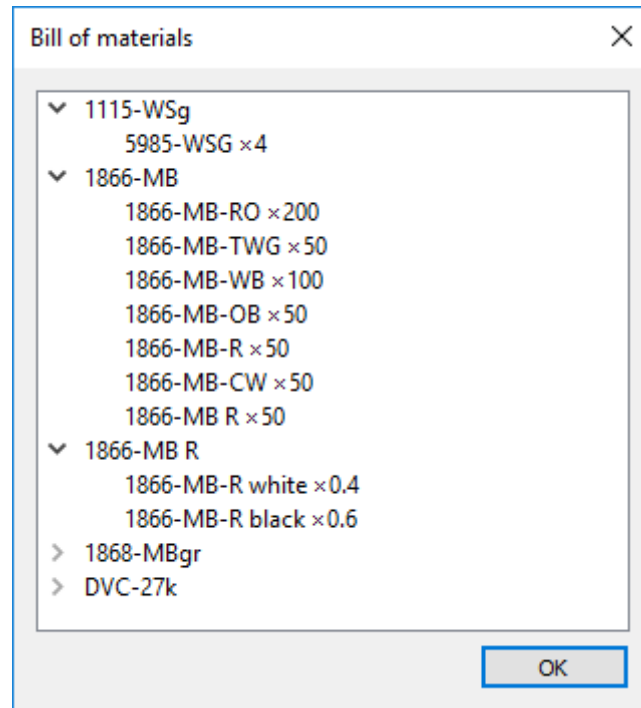 Bill of materials
1115-WSg
5985-WSG ×4
1866-MB
1866-MB-RO ×200
1866-MB-TWG ×50
1866-MB-WB ×100
1866-MB-OB ×50
1866-MB-R ×50
1866-MB-CW ×50
1866-MB R ×50
1866-MB R
1866-MB-R white ×0.4
1866-MB-R black ×0.6
1868-MBgr
DVC-27k
OK